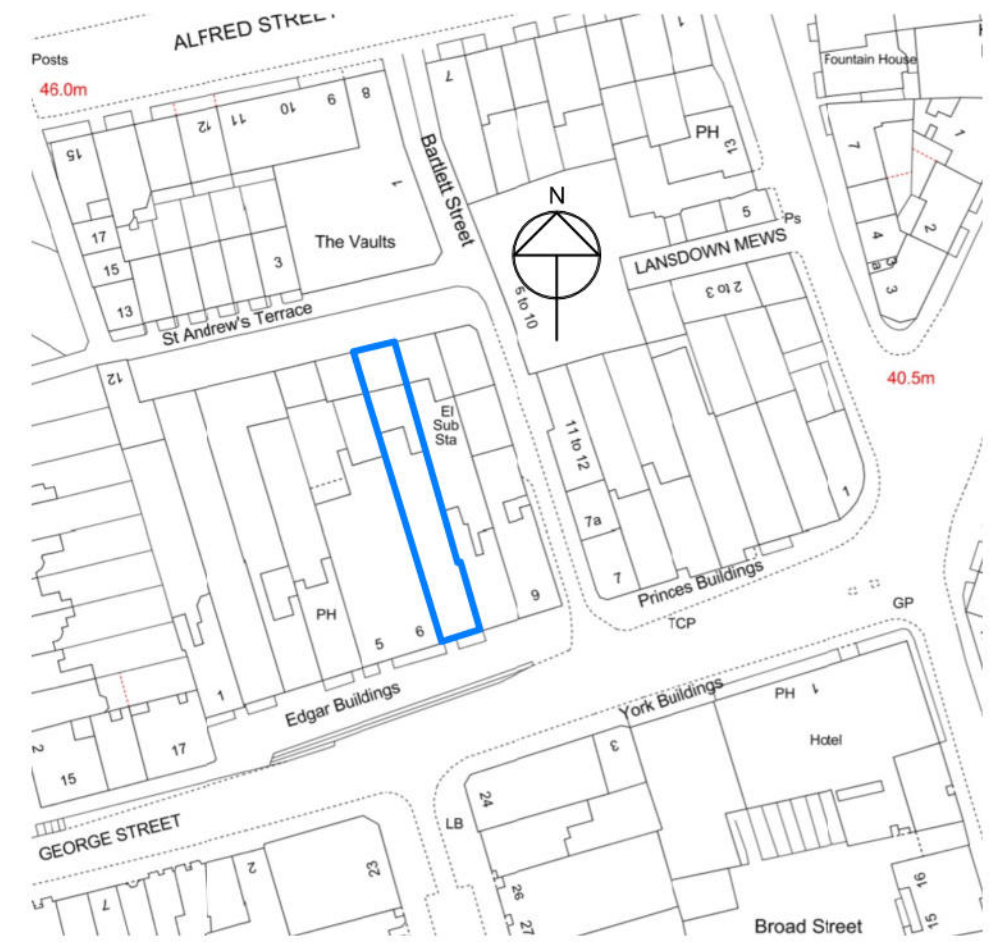 ALFRED STREET
Posts
46.0m
15
12
11
10
9
8
7
1
Bartlett Street
1
PH
13
Fountain House
7
1
17
15
13
The Vaults
3
N
5
Ps
LANSDOWN MEWS
4
3
a
3
2
St Andrew's Terrace
5 to 10
2 to 3
40.5m
12
El
Sub
Sta
11 to 12
7a
7
1
9
Princes Buildings
TCP
GP
PH
5
6
1
Edgar Buildings
York Buildings
PH
1
Hotel
2
15
17
3
24
LB
GEORGE STREET
7
2
23
26
27
16
15
Broad Street